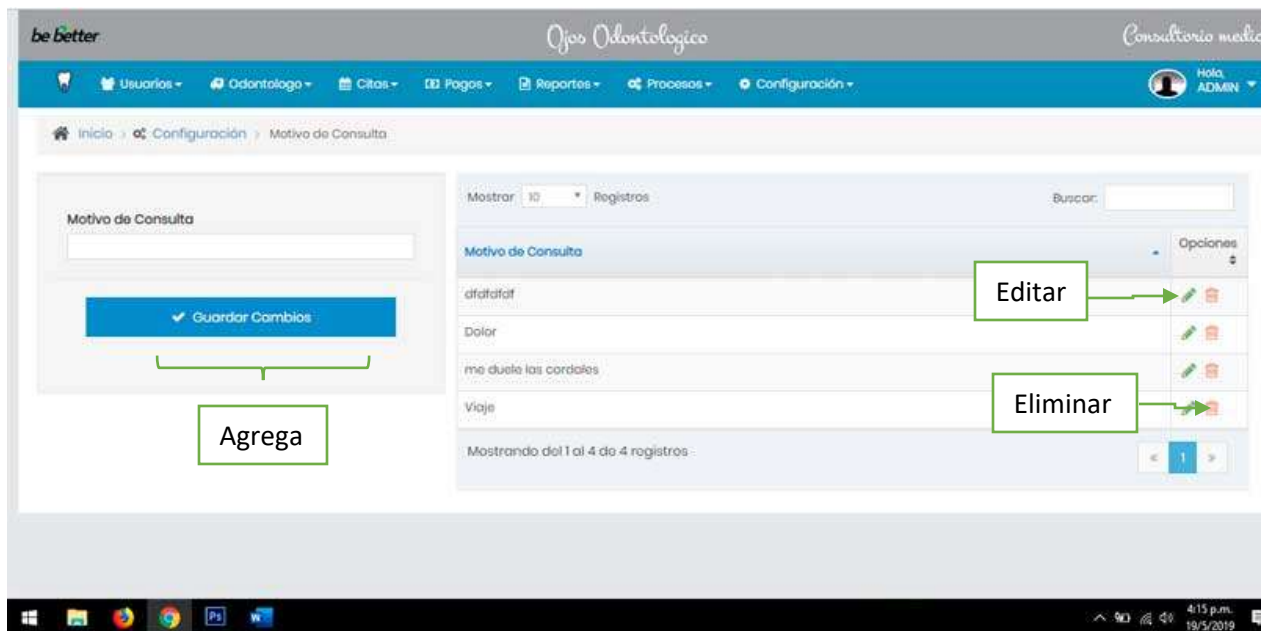 be better
Ojos Odontologico
Consultorio medic
Usuarios
Odontologo
Citas
Pagos
Reportes
Procesos
Configuración
Hola,
ADMIN
Inicio > Configuración > Motivo de Consulta
Motivo de Consulta
Guardar Cambios
Agrega
Mostrar 10 Registros
Buscar:
Motivo de Consulta
Opciones
dfdfdfdf
Editar
Dolor
me duele las cordales
Viaje
Eliminar
Mostrando del 1 al 4 de 4 registros
« 1 »
Ps
W
4:15 p.m.
19/5/2019